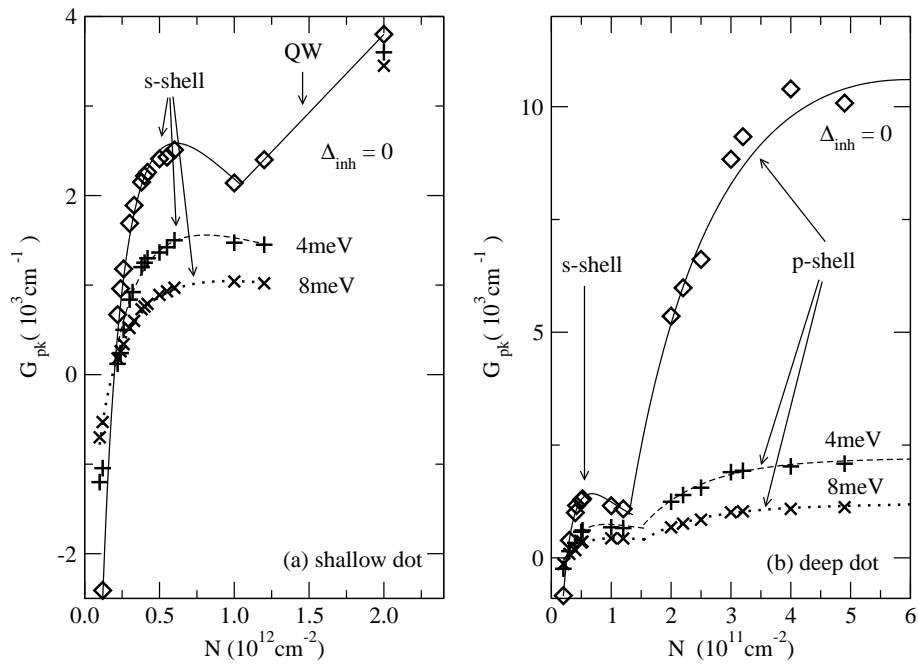 4
2
0
-2
G_pk ( 10^3 cm^-1 )
QW
s-shell
Δ_inh = 0
4meV
8meV
(a) shallow dot
0.0 0.5 1.0 1.5 2.0
N (10^12 cm^-2)
10
5
0
G_pk ( 10^3 cm^-1 )
Δ_inh = 0
s-shell
p-shell
4meV
8meV
(b) deep dot
0 1 2 3 4 5 6
N (10^11 cm^-2)